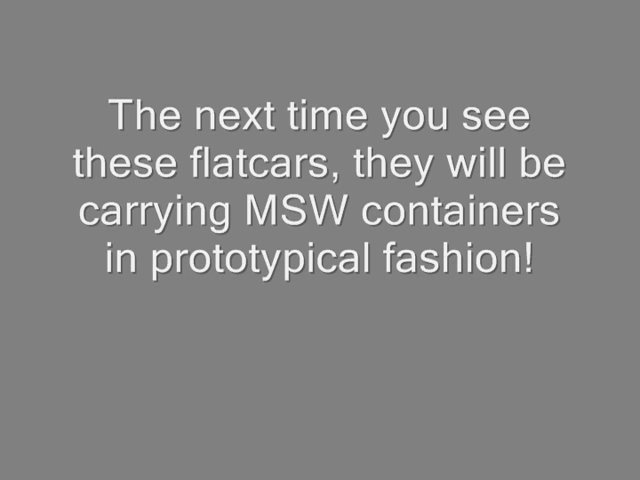 The next time you see
these flatcars, they will be
carrying MSW containers
in prototypical fashion!